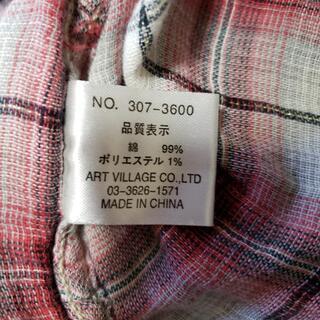 NO. 307-3600
品質表示
綿 99%
ポリエステル 1%
ART VILLAGE CO.,LTD
03-3626-1571
MADE IN CHINA